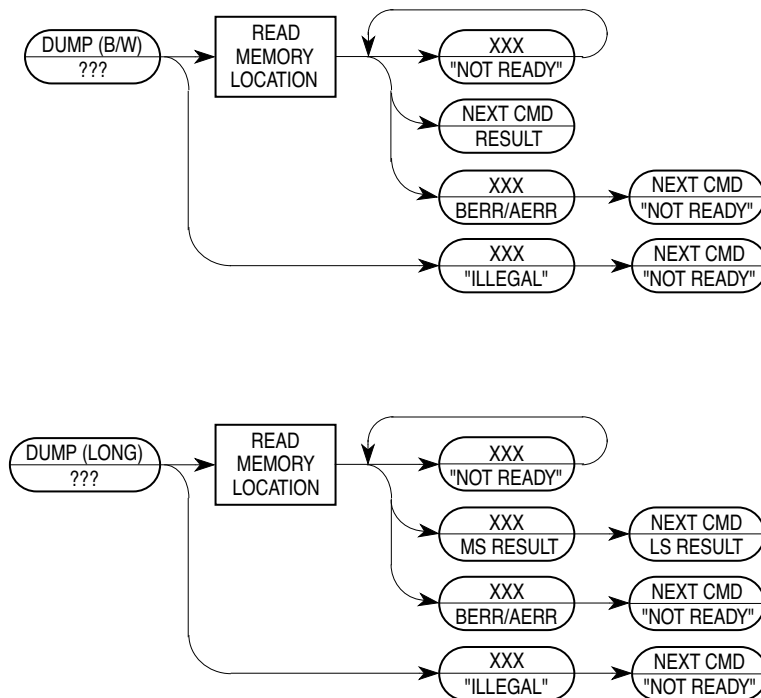 DUMP (B/W)
???
READ
MEMORY
LOCATION
XXX
"NOT READY"
NEXT CMD
RESULT
XXX
BERR/AERR
NEXT CMD
"NOT READY"
XXX
"ILLEGAL"
NEXT CMD
"NOT READY"
DUMP (LONG)
???
READ
MEMORY
LOCATION
XXX
"NOT READY"
XXX
MS RESULT
NEXT CMD
LS RESULT
XXX
BERR/AERR
NEXT CMD
"NOT READY"
XXX
"ILLEGAL"
NEXT CMD
"NOT READY"